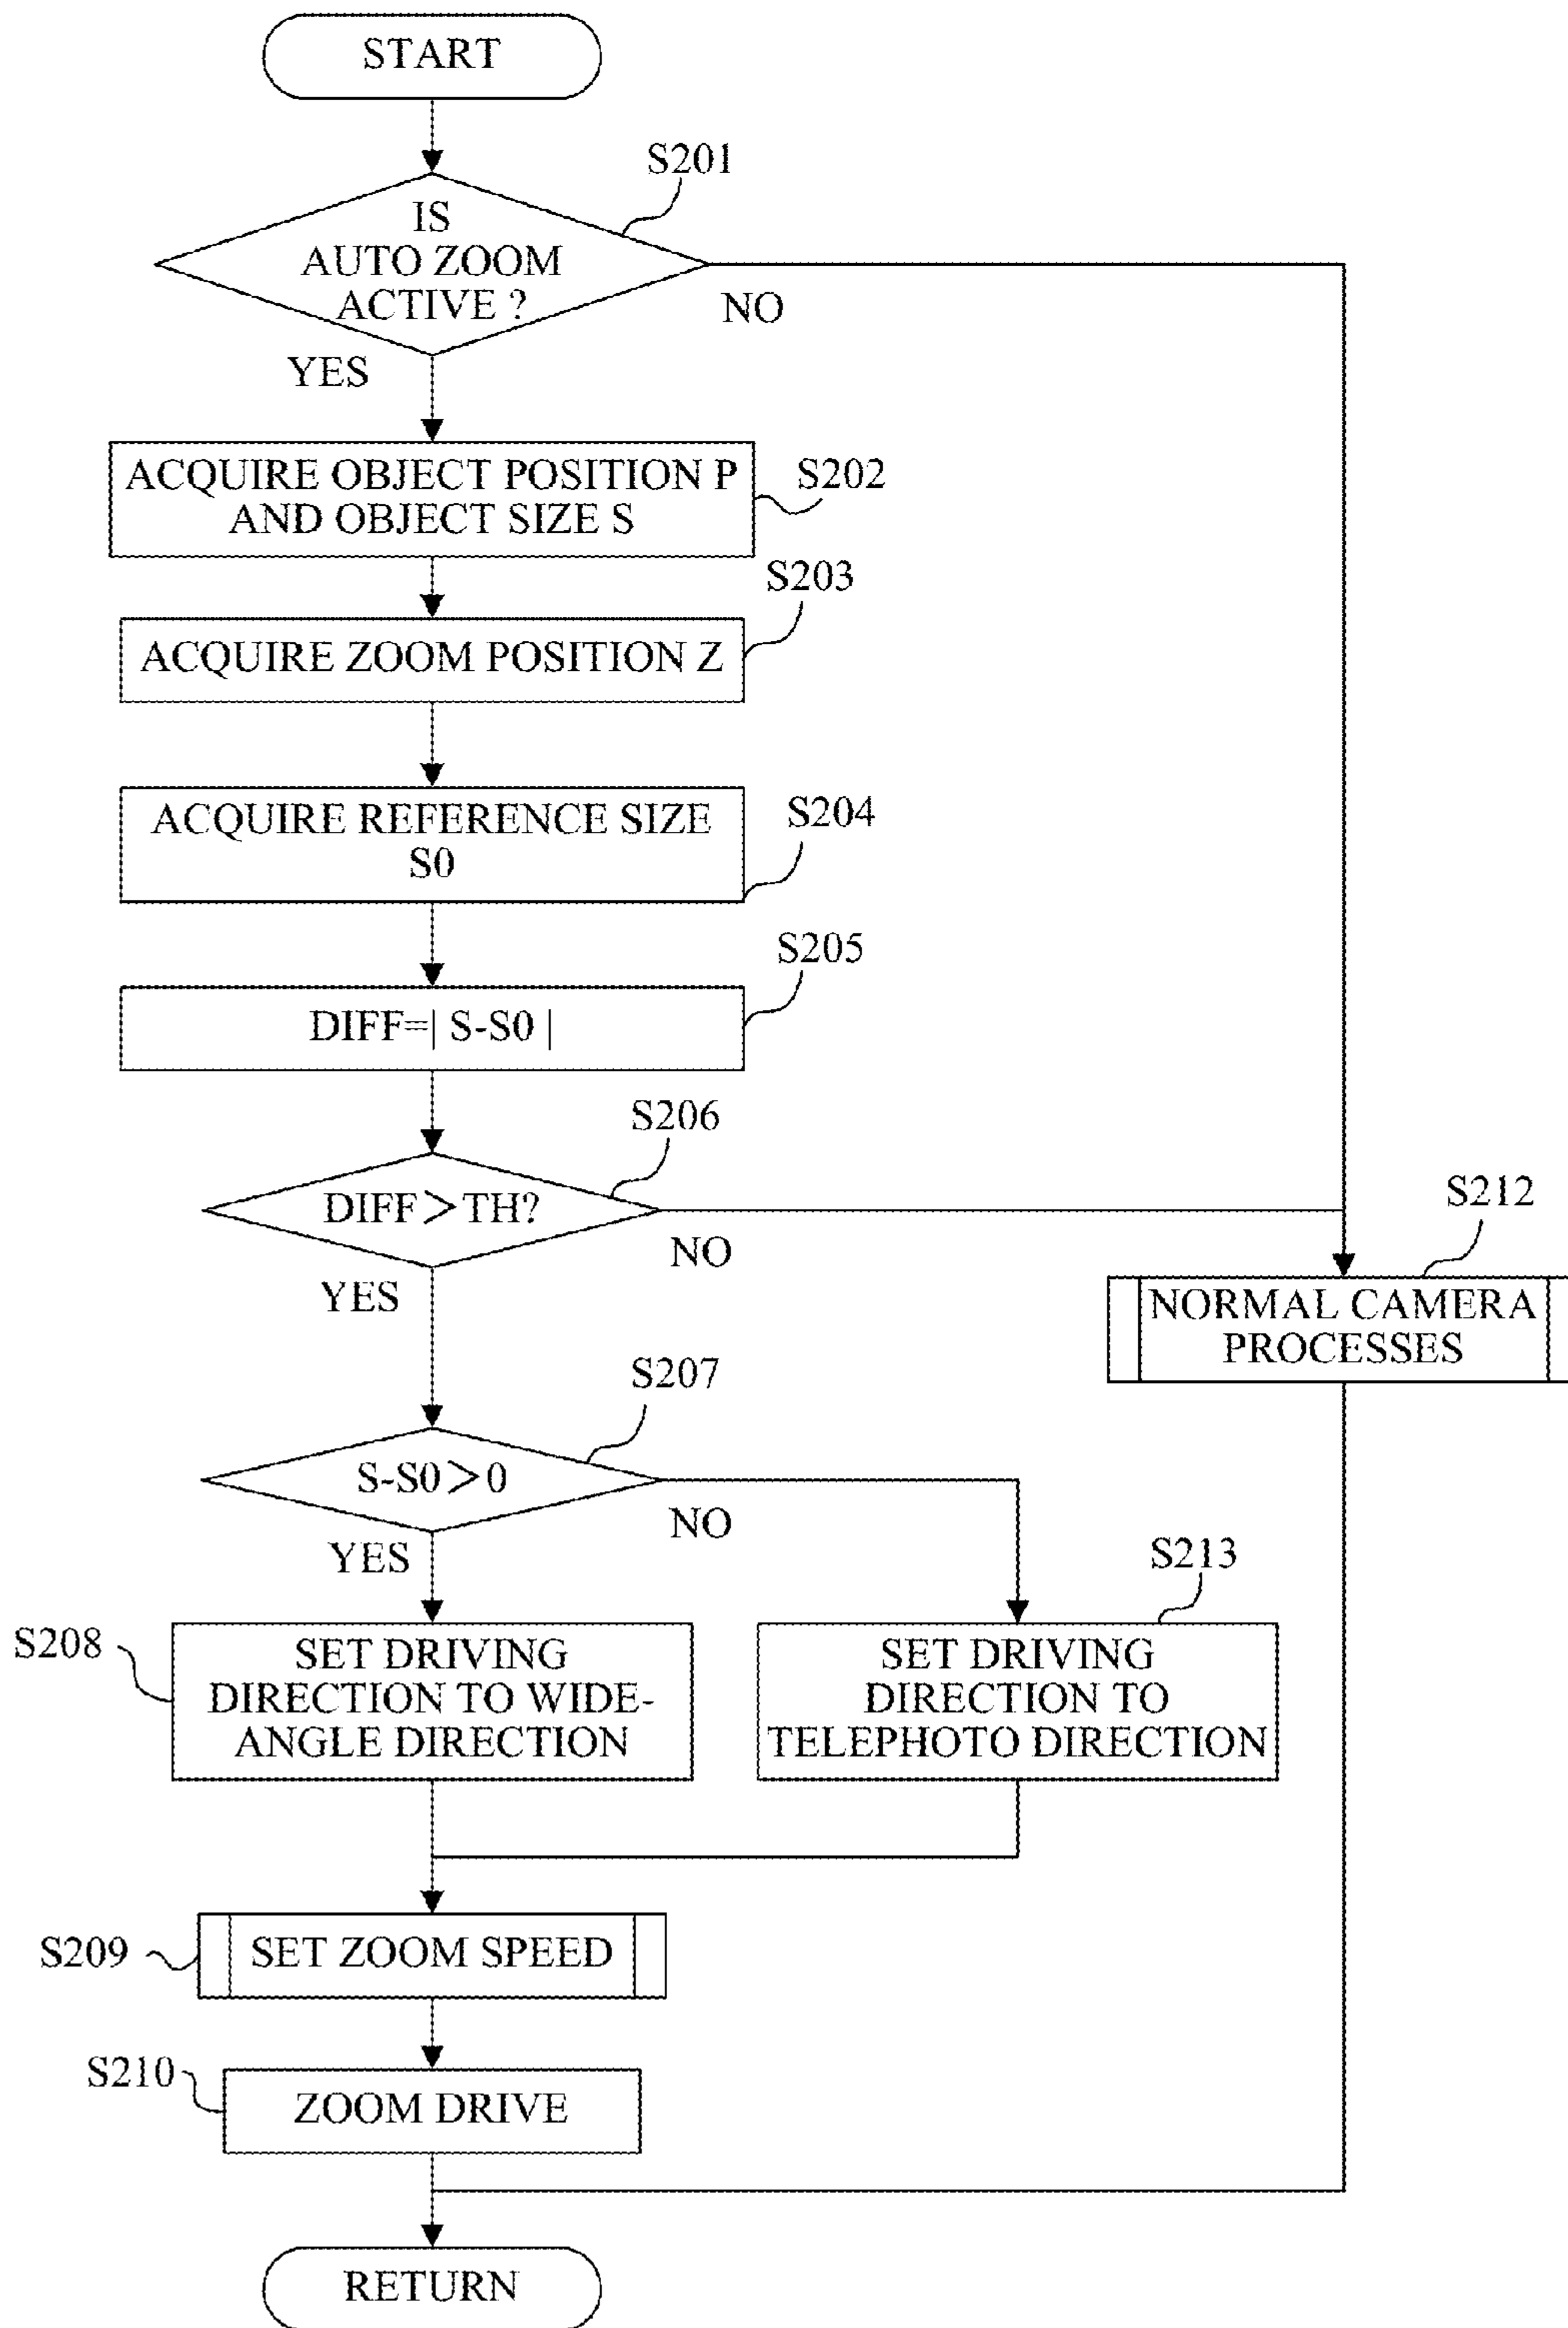 START
S201
IS
AUTO ZOOM
ACTIVE ?
NO
YES
ACQUIRE OBJECT POSITION P
AND OBJECT SIZE S
S202
S203
ACQUIRE ZOOM POSITION Z
S204
ACQUIRE REFERENCE SIZE
S0
S205
DIFF=| S-S0 |
S206
DIFF＞TH?
NO
YES
S212
NORMAL CAMERA
PROCESSES
S207
S-S0＞0
NO
YES
S213
S208
SET DRIVING
DIRECTION TO WIDE-
ANGLE DIRECTION
SET DRIVING
DIRECTION TO
TELEPHOTO DIRECTION
S209
SET ZOOM SPEED
S210
ZOOM DRIVE
RETURN